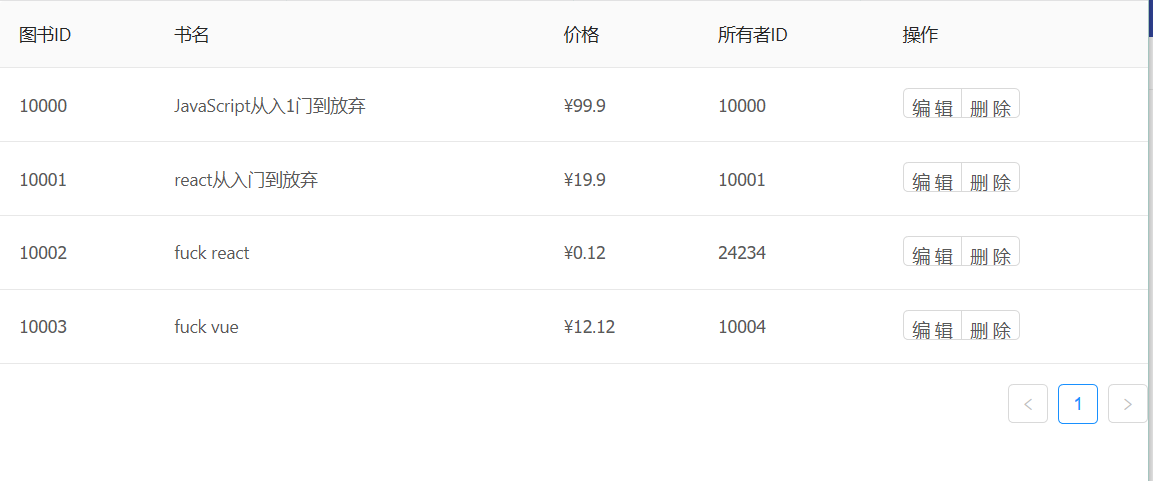 图书ID 书名 价格 所有者ID 操作
10000 JavaScript从入1门到放弃 ¥99.9 10000 编 辑 删 除
10001 react从入门到放弃 ¥19.9 10001 编 辑 删 除
10002 fuck react ¥0.12 24234 编 辑 删 除
10003 fuck vue ¥12.12 10004 编 辑 删 除
< 1 >